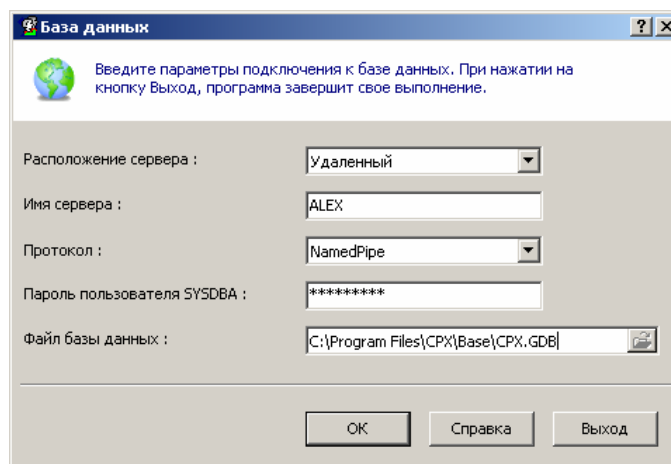 База данных
Введите параметры подключения к базе данных. При нажатии на
кнопку Выход, программа завершит свое выполнение.
Расположение сервера : Удаленный
Имя сервера : ALEX
Протокол : NamedPipe
Пароль пользователя SYSDBA : *********
Файл базы данных : C:\Program Files\CPX\Base\CPX.GDB
OK Справка Выход